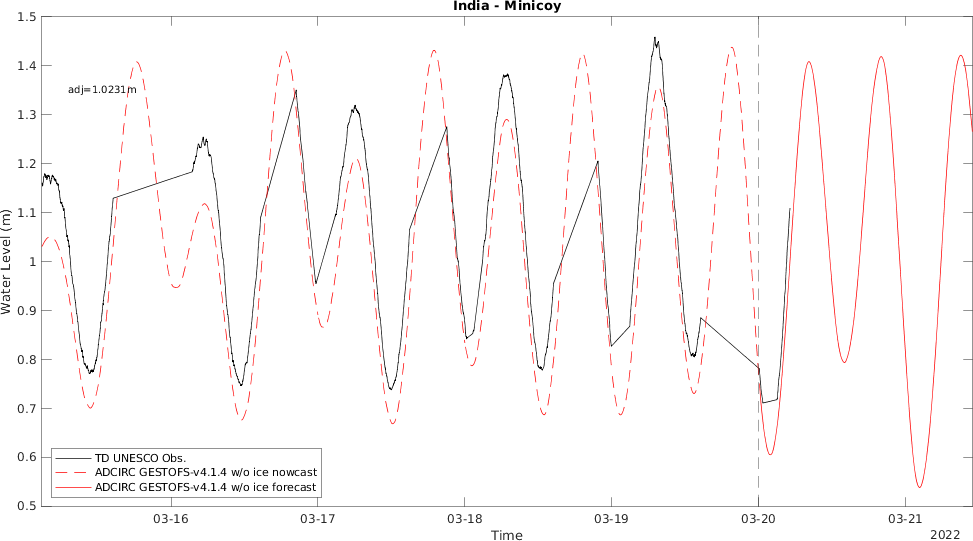 India - Minicoy
1.5
1.4
1.3
1.2
1.1
1
0.9
0.8
0.7
0.6
0.5
Water Level (m)
adj=1.0231m
TD UNESCO Obs.
ADCIRC GESTOFS-v4.1.4 w/o ice nowcast
ADCIRC GESTOFS-v4.1.4 w/o ice forecast
03-16 03-17 03-18 03-19 03-20 03-21
Time
2022